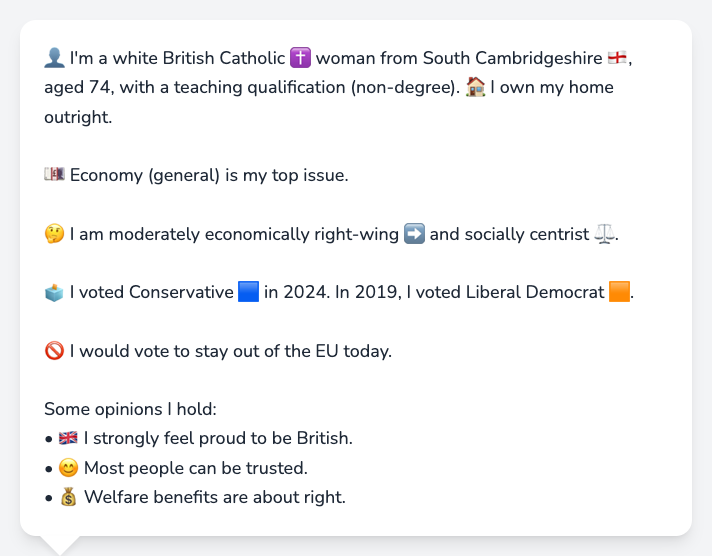 👤 I'm a white British Catholic ✝️ woman from South Cambridgeshire 🏴󠁧󠁢󠁥󠁮󠁧󠁿,
aged 74, with a teaching qualification (non-degree). 🏠 I own my home
outright.
💷 Economy (general) is my top issue.
🤔 I am moderately economically right-wing ➡️ and socially centrist ⚖️.
🗳️ I voted Conservative 🟦 in 2024. In 2019, I voted Liberal Democrat 🟧.
🚫 I would vote to stay out of the EU today.
Some opinions I hold:
• 🇬🇧 I strongly feel proud to be British.
• 😊 Most people can be trusted.
• 💰 Welfare benefits are about right.